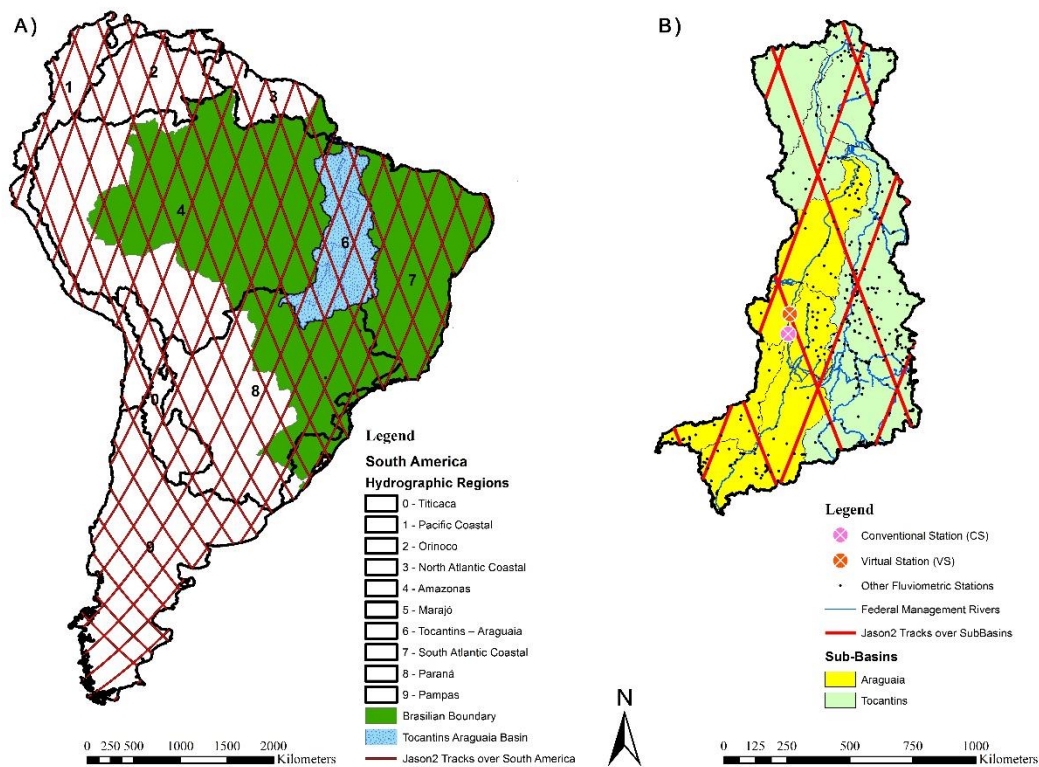 A)
B)
1
2
3
4
6
7
8
0
9
Legend
South America
Hydrographic Regions
0 - Titicaca
1 - Pacific Coastal
2 - Orinoco
3 - North Atlantic Coastal
4 - Amazonas
5 - Marajó
6 - Tocantins – Araguaia
7 - South Atlantic Coastal
8 - Paraná
9 - Pampas
Brasilian Boundary
Tocantins Araguaia Basin
Jason2 Tracks over South America
0 250 500 1000 1500 2000
Kilometers
N
Legend
Conventional Station (CS)
Virtual Station (VS)
Other Fluviometric Stations
Federal Management Rivers
Jason2 Tracks over SubBasins
Sub-Basins
Araguaia
Tocantins
0 125 250 500 750 1000
Kilometers